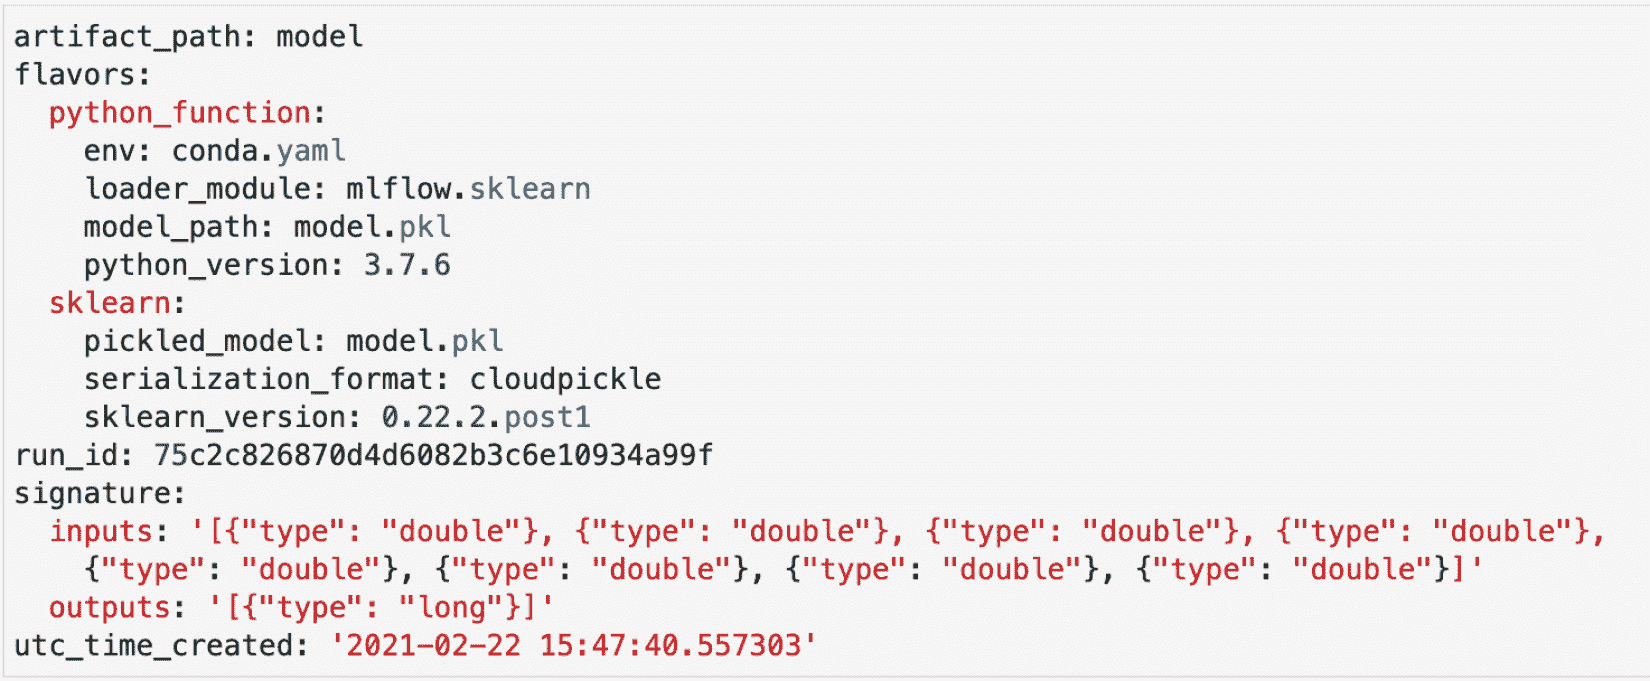 artifact_path: model
flavors:
  python_function:
    env: conda.yaml
    loader_module: mlflow.sklearn
    model_path: model.pkl
    python_version: 3.7.6
  sklearn:
    pickled_model: model.pkl
    serialization_format: cloudpickle
    sklearn_version: 0.22.2.post1
run_id: 75c2c826870d4d6082b3c6e10934a99f
signature:
  inputs: '[{"type": "double"}, {"type": "double"}, {"type": "double"}, {"type": "double"},
    {"type": "double"}, {"type": "double"}, {"type": "double"}, {"type": "double"}]'
  outputs: '[{"type": "long"}]'
utc_time_created: '2021-02-22 15:47:40.557303'